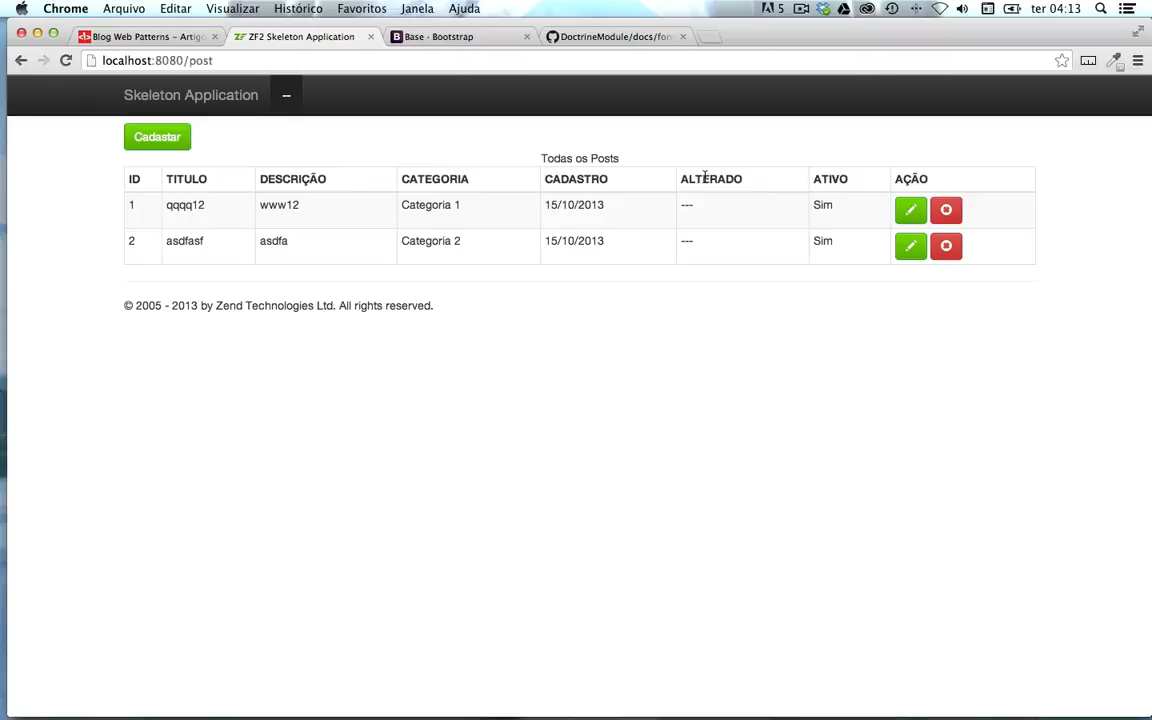 Chrome Arquivo Editar Visualizar Histórico Favoritos Janela Ajuda 5 ter 04:13
Blog Web Patterns – Artigo ZF2 Skeleton Application Base · Bootstrap DoctrineModule/docs/for
localhost:8080/post
Skeleton Application --
Cadastar
Todas os Posts
ID TITULO DESCRIÇÃO CATEGORIA CADASTRO ALTERADO ATIVO AÇÃO
1 qqqq12 www12 Categoria 1 15/10/2013 --- Sim
2 asdfasf asdfa Categoria 2 15/10/2013 --- Sim
© 2005 - 2013 by Zend Technologies Ltd. All rights reserved.